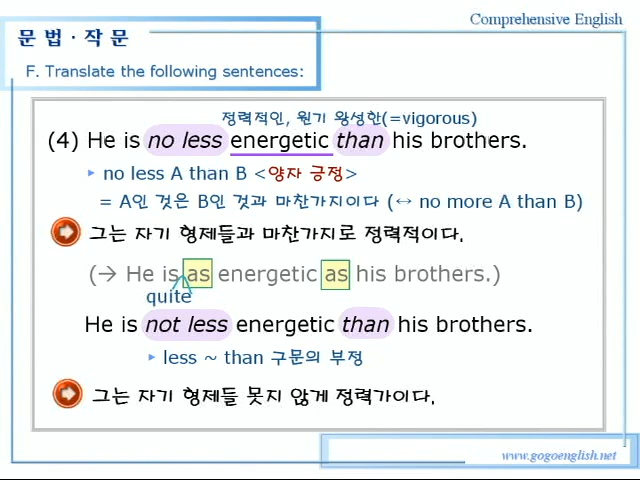 Comprehensive English
문 법 · 작 문
F. Translate the following sentences:
정력적인, 원기 왕성한(=vigorous)
(4) He is no less energetic than his brothers.
▸ no less A than B <양자 긍정>
= A인 것은 B인 것과 마찬가지이다 (↔ no more A than B)
그는 자기 형제들과 마찬가지로 정력적이다.
(→ He is as energetic as his brothers.)
quite
He is not less energetic than his brothers.
▸ less ~ than 구문의 부정
그는 자기 형제들 못지 않게 정력가이다.
www.gogoenglish.net